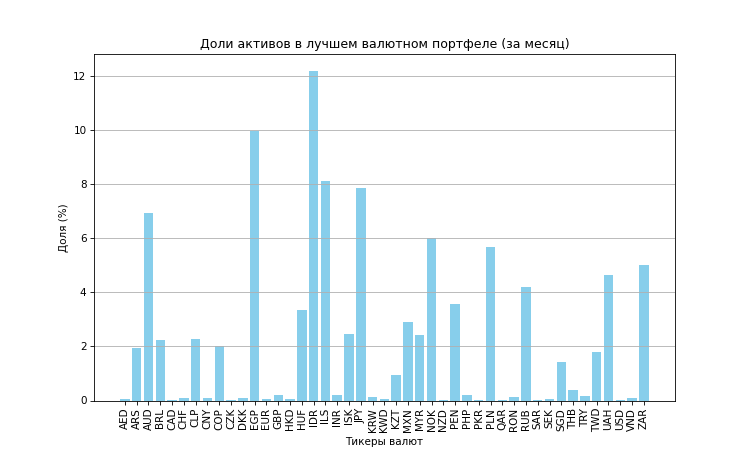 Доли активов в лучшем валютном портфеле (за месяц)
12
10
8
6
4
2
0
Доля (%)
AED ARS AUD BRL CAD CHF CLP CNY COP CZK DKK EGP EUR GBP HKD HUF IDR ILS INR ISK JPY KRW KWD KZT MXN MYR NOK NZD PEN PHP PKR PLN QAR RON RUB SAR SEK SGD THB TRY TWD UAH USD VND ZAR
Тикеры валют